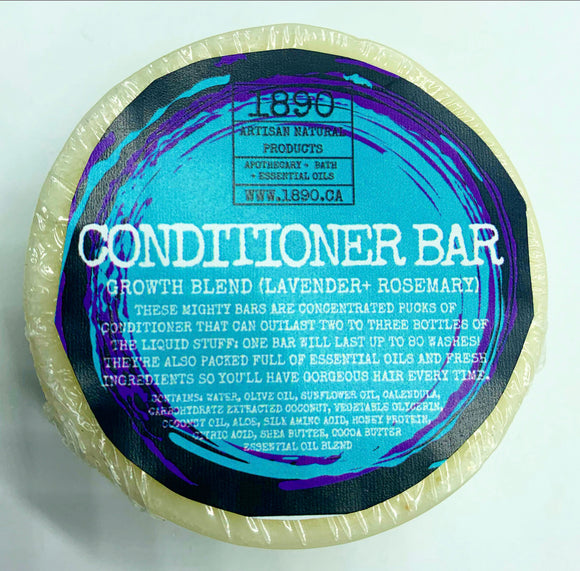 1890
ARTISAN NATURAL
PRODUCTS
APOTHECARY - BATH
- ESSENTIAL OILS
WWW.1890.CA
CONDITIONER BAR
GROWTH BLEND (LAVENDER+ ROSEMARY)
THESE MIGHTY BARS ARE CONCENTRATED PUCKS OF
CONDITIONER THAT CAN OUTLAST TWO TO THREE BOTTLES OF
THE LIQUID STUFF: ONE BAR WILL LAST UP TO 80 WASHES!
THEY'RE ALSO PACKED FULL OF ESSENTIAL OILS AND FRESH
INGREDIENTS SO YOU'LL HAVE GORGEOUS HAIR EVERY TIME.
CONTAINS: WATER, OLIVE OIL, SUNFLOWER OIL, CALENDULA,
CARBOHYDRATE EXTRACTED COCONUT, VEGETABLE GLYCERIN,
COCONUT OIL, ALOE, SILK AMINO ACID, HONEY PROTEIN,
CITRIC ACID, SHEA BUTTER, COCOA BUTTER
ESSENTIAL OIL BLEND